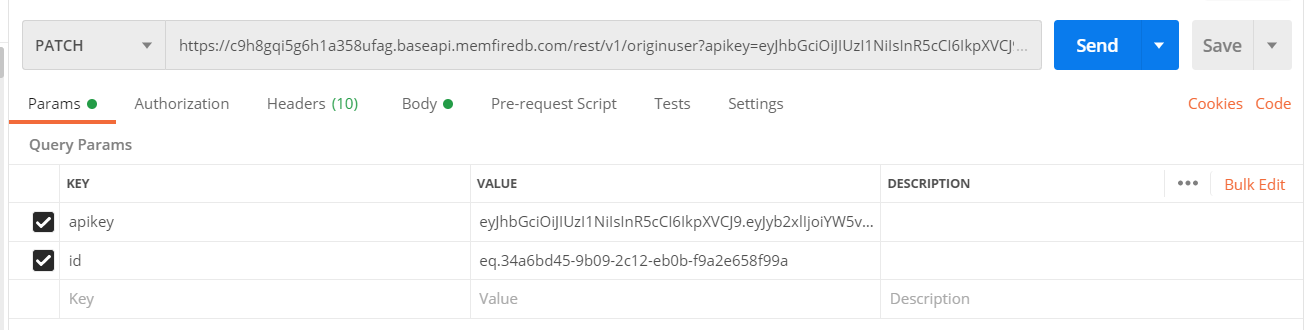 PATCH https://c9h8gqi5g6h1a358ufag.baseapi.memfiredb.com/rest/v1/originuser?apikey=eyJhbGciOiJIUzI1NiIsInR5cCI6IkpXVCJ9... Send Save
Params Authorization Headers (10) Body Pre-request Script Tests Settings Cookies Code
Query Params
KEY VALUE DESCRIPTION ••• Bulk Edit
apikey eyJhbGciOiJIUzI1NiIsInR5cCI6IkpXVCJ9.eyJyb2xlIjoiYW5v...
id eq.34a6bd45-9b09-2c12-eb0b-f9a2e658f99a
Key Value Description